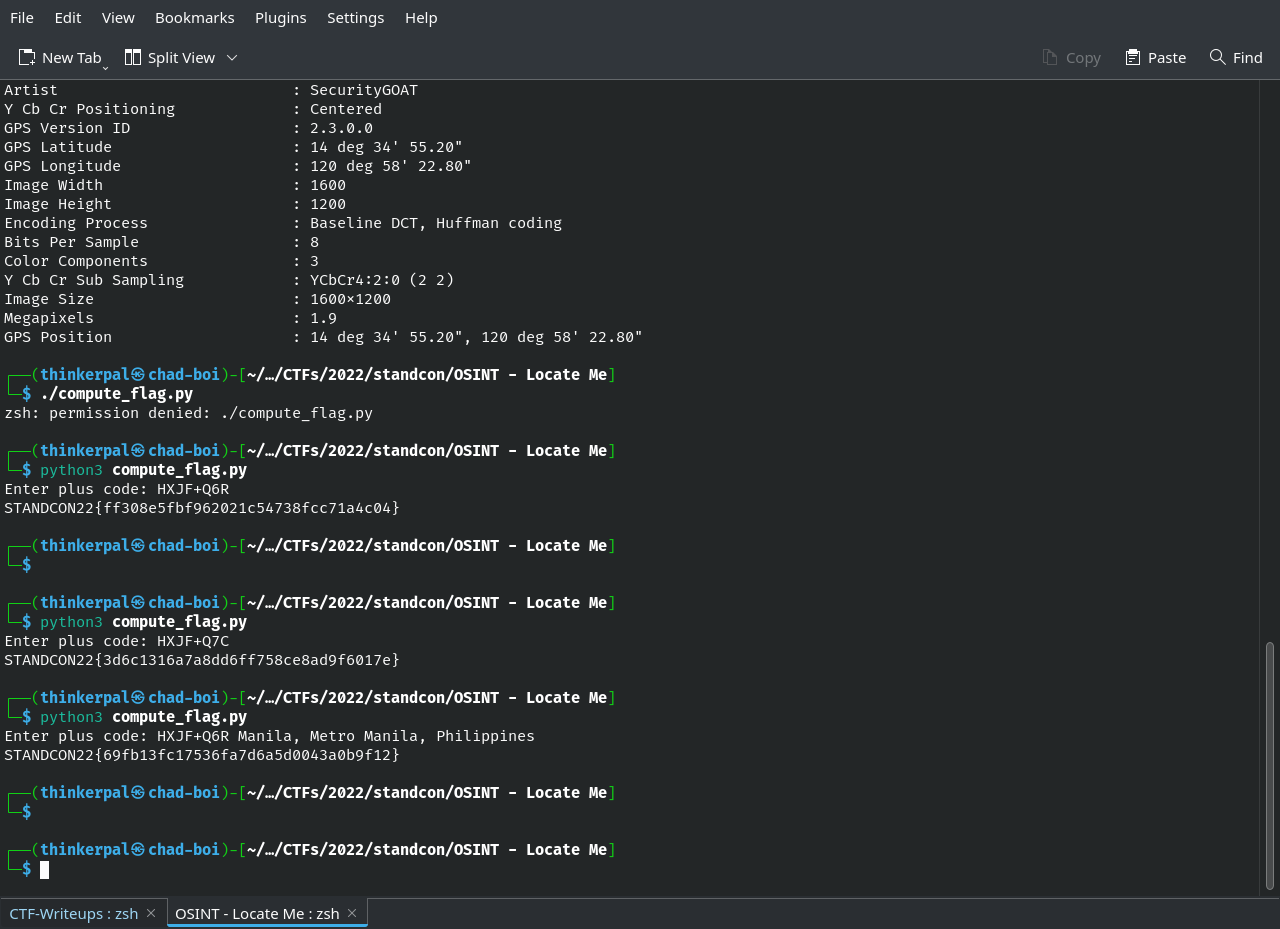 File Edit View Bookmarks Plugins Settings Help
New Tab Split View Copy Paste Find
Artist : SecurityGOAT
Y Cb Cr Positioning : Centered
GPS Version ID : 2.3.0.0
GPS Latitude : 14 deg 34' 55.20"
GPS Longitude : 120 deg 58' 22.80"
Image Width : 1600
Image Height : 1200
Encoding Process : Baseline DCT, Huffman coding
Bits Per Sample : 8
Color Components : 3
Y Cb Cr Sub Sampling : YCbCr4:2:0 (2 2)
Image Size : 1600×1200
Megapixels : 1.9
GPS Position : 14 deg 34' 55.20", 120 deg 58' 22.80"
┌──(thinkerpal㉿chad-boi)-[~/…/CTFs/2022/standcon/OSINT - Locate Me]
└─$ ./compute_flag.py
zsh: permission denied: ./compute_flag.py
┌──(thinkerpal㉿chad-boi)-[~/…/CTFs/2022/standcon/OSINT - Locate Me]
└─$ python3 compute_flag.py
Enter plus code: HXJF+Q6R
STANDCON22{ff308e5fbf962021c54738fcc71a4c04}
┌──(thinkerpal㉿chad-boi)-[~/…/CTFs/2022/standcon/OSINT - Locate Me]
└─$
┌──(thinkerpal㉿chad-boi)-[~/…/CTFs/2022/standcon/OSINT - Locate Me]
└─$ python3 compute_flag.py
Enter plus code: HXJF+Q7C
STANDCON22{3d6c1316a7a8dd6ff758ce8ad9f6017e}
┌──(thinkerpal㉿chad-boi)-[~/…/CTFs/2022/standcon/OSINT - Locate Me]
└─$ python3 compute_flag.py
Enter plus code: HXJF+Q6R Manila, Metro Manila, Philippines
STANDCON22{69fb13fc17536fa7d6a5d0043a0b9f12}
┌──(thinkerpal㉿chad-boi)-[~/…/CTFs/2022/standcon/OSINT - Locate Me]
└─$
┌──(thinkerpal㉿chad-boi)-[~/…/CTFs/2022/standcon/OSINT - Locate Me]
└─$
CTF-Writeups : zsh × OSINT - Locate Me : zsh ×